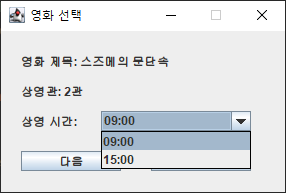 영화 선택
영화 제목: 스즈메의 문단속
상영관: 2관
상영 시간: 09:00
09:00
15:00
다음